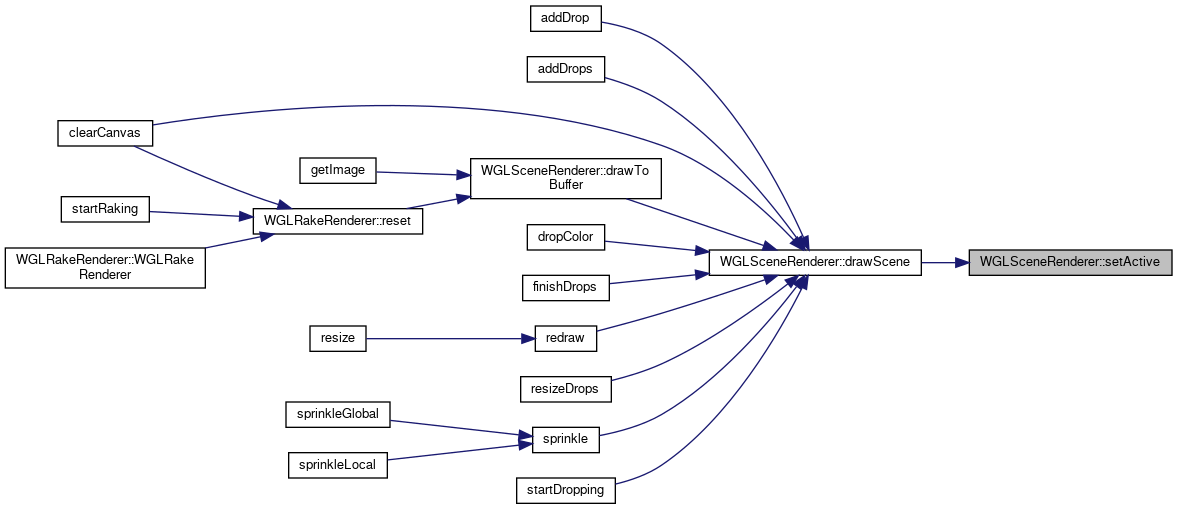 addDrop
addDrops
clearCanvas
getImage
WGLSceneRenderer::drawTo
Buffer
startRaking
WGLRakeRenderer::reset
dropColor
WGLRakeRenderer::WGLRake
Renderer
WGLSceneRenderer::drawScene
WGLSceneRenderer::setActive
finishDrops
resize
redraw
resizeDrops
sprinkleGlobal
sprinkle
sprinkleLocal
startDropping